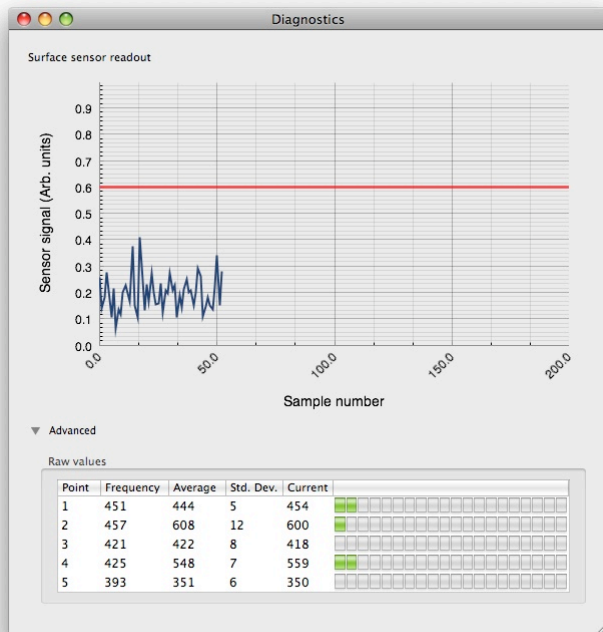 Diagnostics
Surface sensor readout
Sensor signal (Arb. units)
0.9
0.8
0.7
0.6
0.5
0.4
0.3
0.2
0.1
0.0
0.0 50.0 100.0 150.0 200.0
Sample number
Advanced
Raw values
Point Frequency Average Std. Dev. Current
1 451 444 5 454
2 457 608 12 600
3 421 422 8 418
4 425 548 7 559
5 393 351 6 350